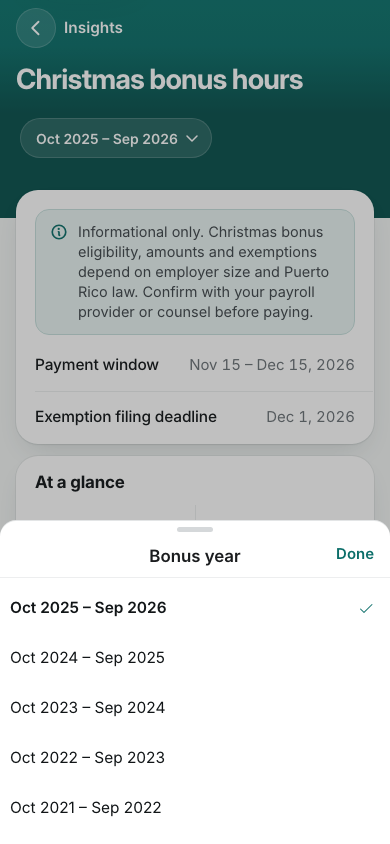 Insights
Christmas bonus hours
Oct 2025 – Sep 2026
Informational only. Christmas bonus
eligibility, amounts and exemptions
depend on employer size and Puerto
Rico law. Confirm with your payroll
provider or counsel before paying.
Payment window Nov 15 – Dec 15, 2026
Exemption filing deadline Dec 1, 2026
At a glance
Bonus year Done
Oct 2025 – Sep 2026
Oct 2024 – Sep 2025
Oct 2023 – Sep 2024
Oct 2022 – Sep 2023
Oct 2021 – Sep 2022